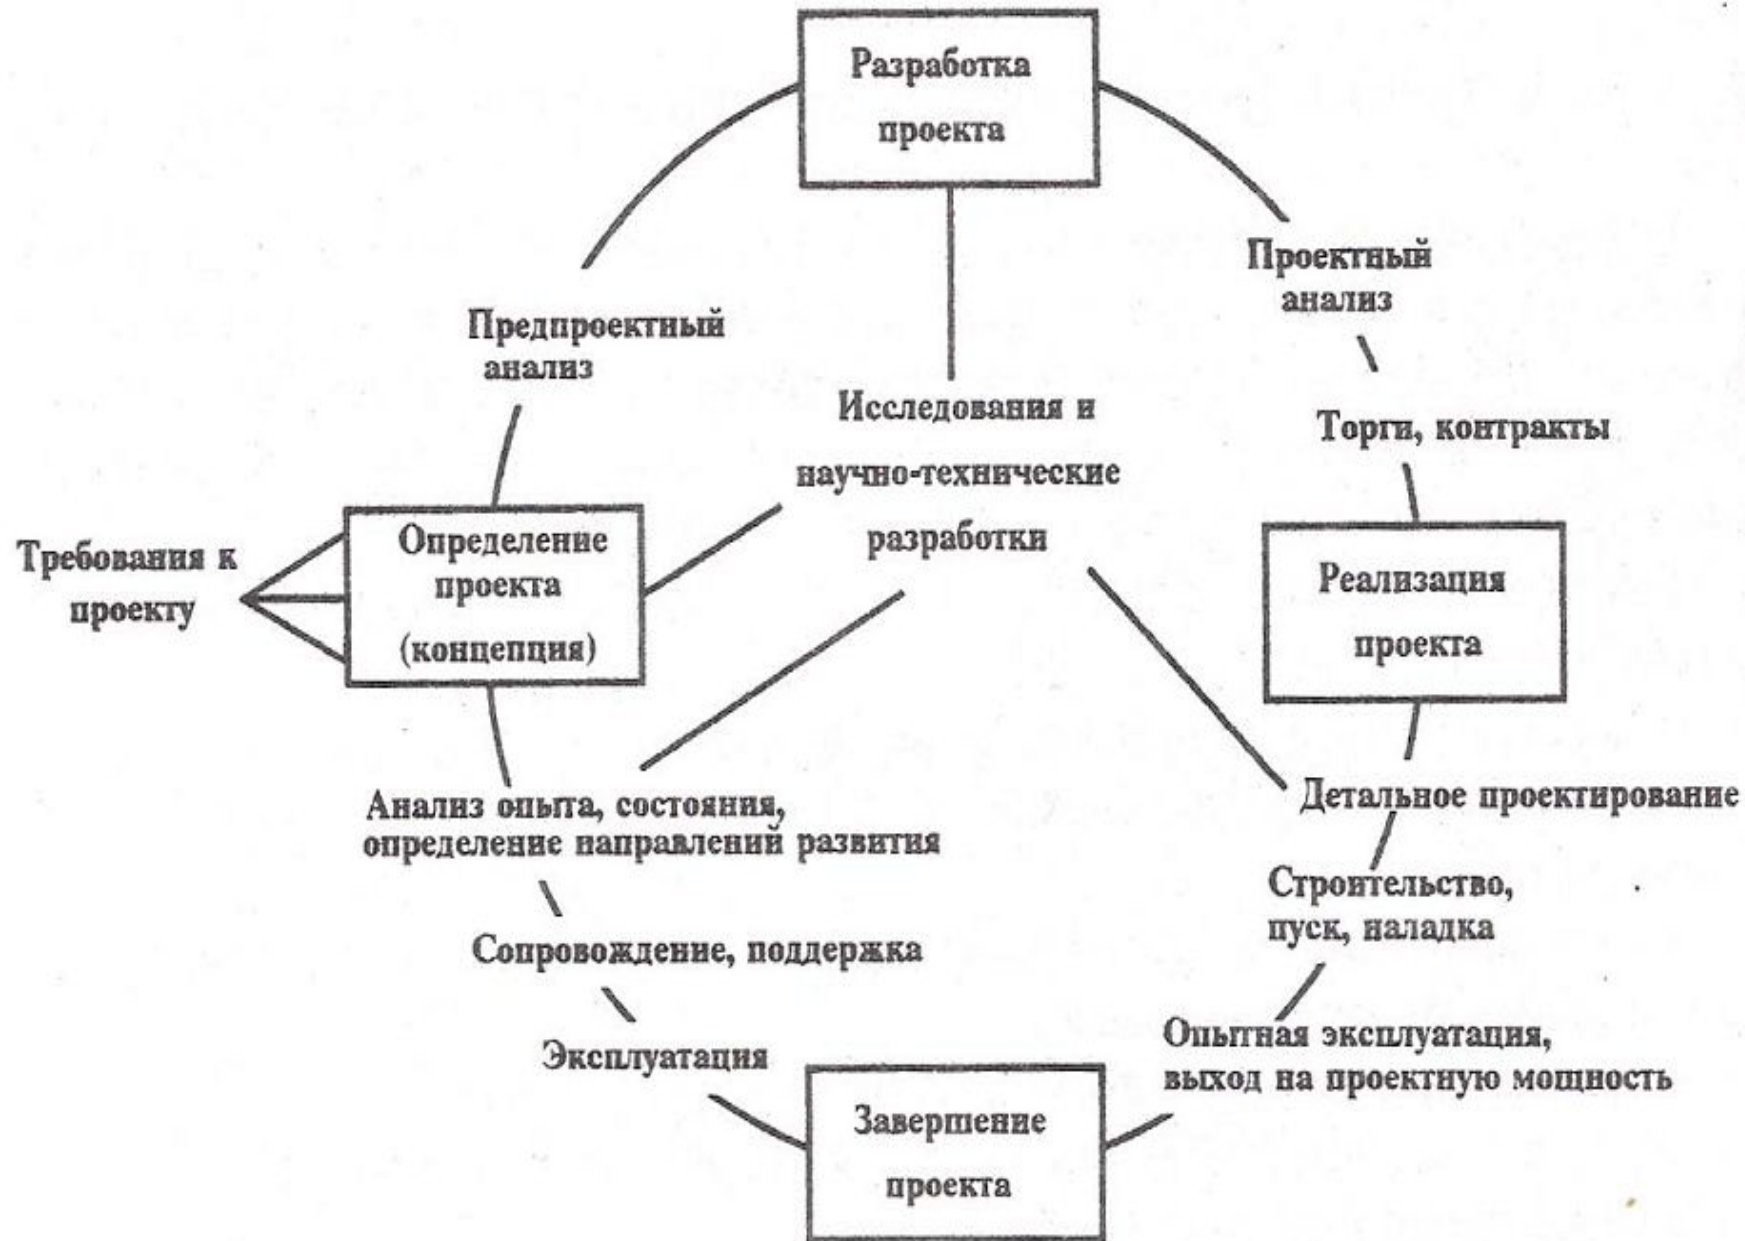 Разработка
проекта
Проектный
анализ
Предпроектный
анализ
Исследования и
научно-технические
разработки
Торги, контракты
Требования к
проекту
Определение
проекта
(концепция)
Реализация
проекта
Анализ опыта, состояния,
определение направлений развития
Детальное проектирование
Строительство,
пуск, наладка
Сопровождение, поддержка
Опытная эксплуатация,
выход на проектную мощность
Эксплуатация
Завершение
проекта